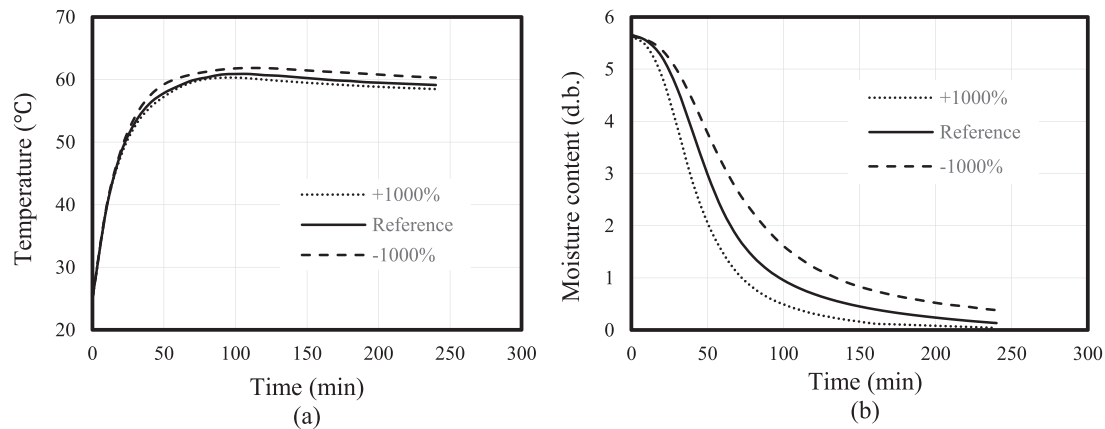 70
60
50
40
30
20
Temperature (℃)
+1000%
Reference
-1000%
0 50 100 150 200 250 300
Time (min)
(a)
6
5
4
3
2
1
0
Moisture content (d.b.)
+1000%
Reference
-1000%
0 50 100 150 200 250 300
Time (min)
(b)